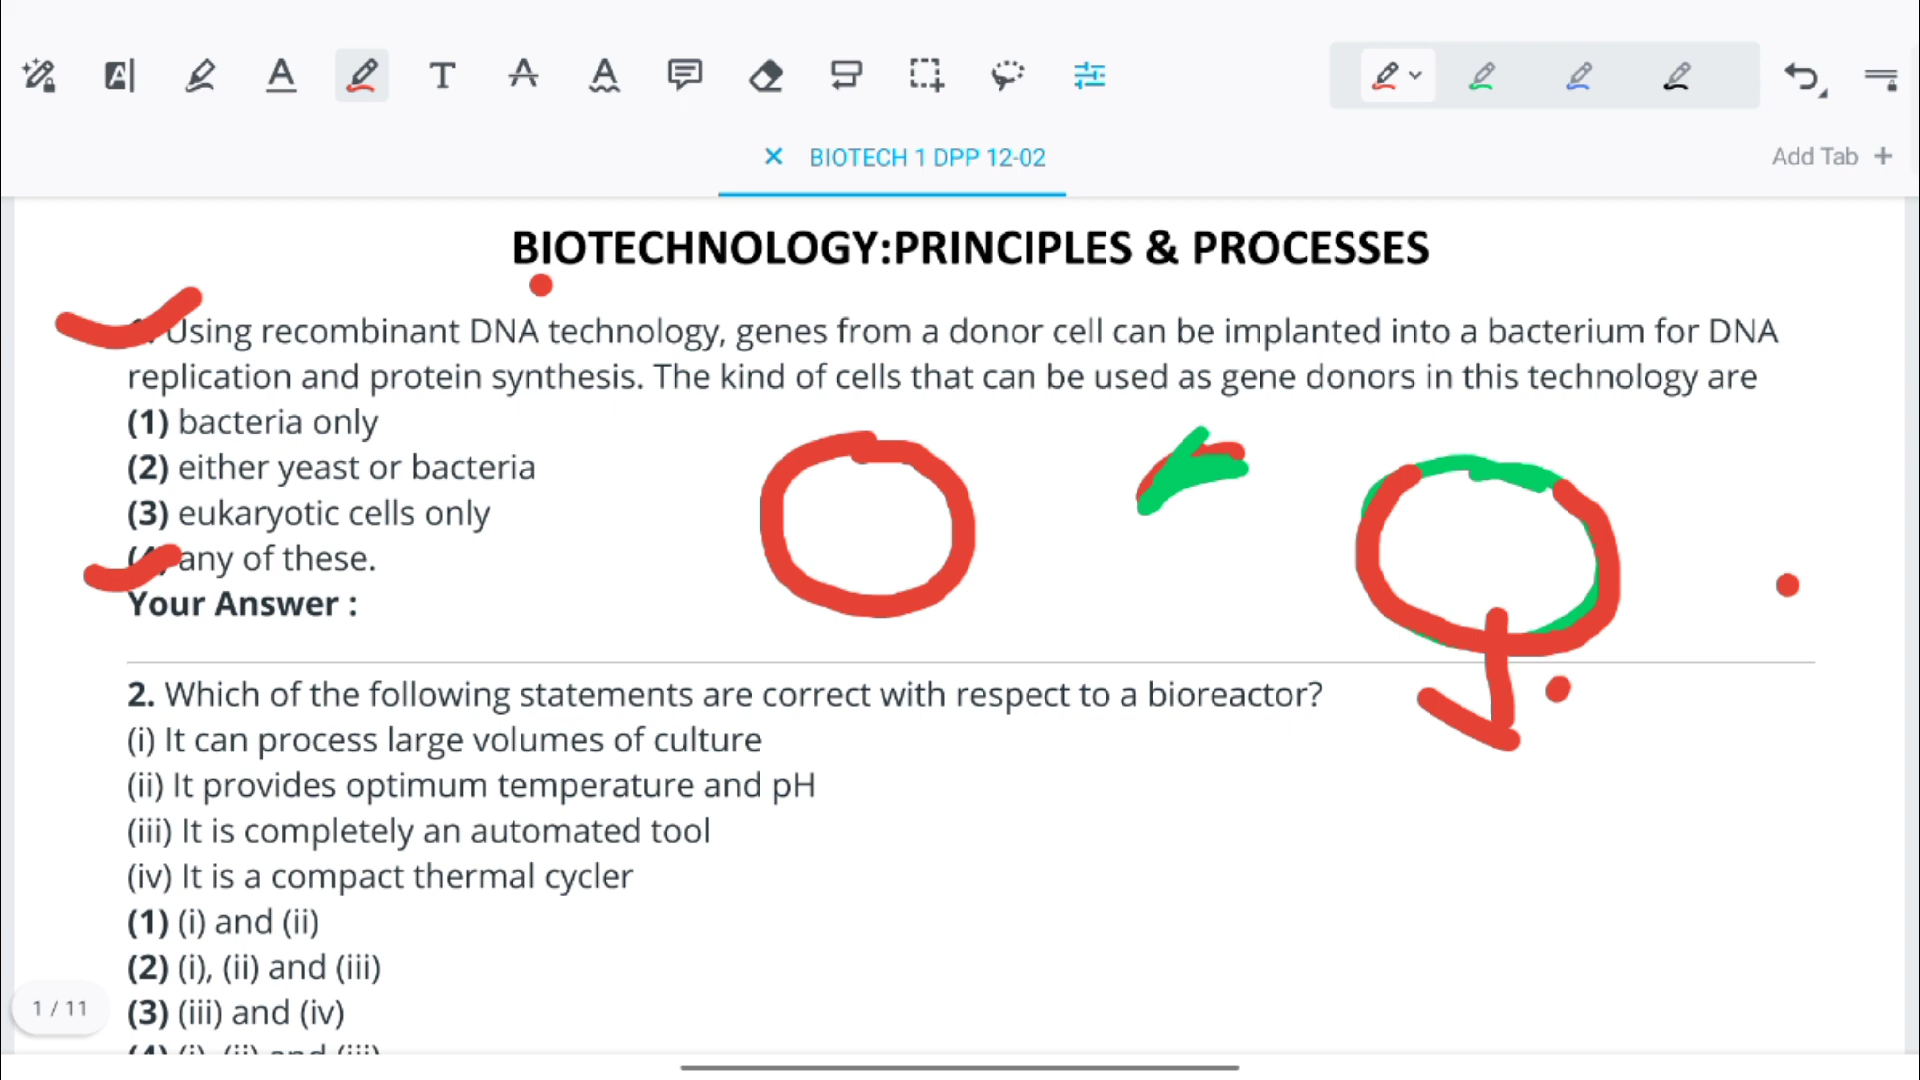 BIOTECH 1 DPP 12-02
Add Tab +
BIOTECHNOLOGY:PRINCIPLES & PROCESSES
Using recombinant DNA technology, genes from a donor cell can be implanted into a bacterium for DNA
replication and protein synthesis. The kind of cells that can be used as gene donors in this technology are
(1) bacteria only
(2) either yeast or bacteria
(3) eukaryotic cells only
any of these.
Your Answer :
2. Which of the following statements are correct with respect to a bioreactor?
(i) It can process large volumes of culture
(ii) It provides optimum temperature and pH
(iii) It is completely an automated tool
(iv) It is a compact thermal cycler
(1) (i) and (ii)
(2) (i), (ii) and (iii)
(3) (iii) and (iv)
1 / 11